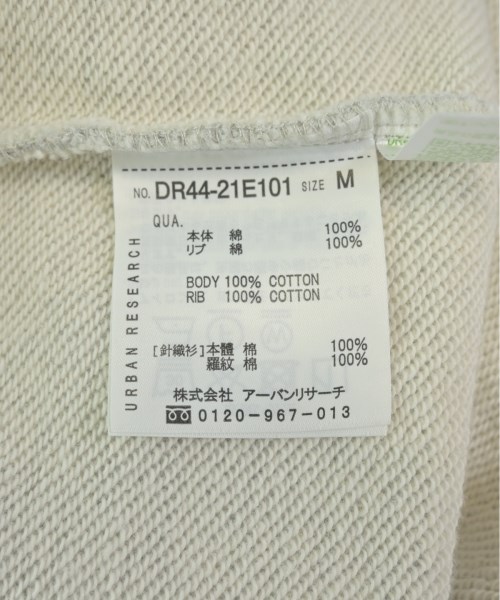 NO. DR44-21E101 SIZE M
QUA.
本体 綿 100%
リブ 綿 100%
BODY 100% COTTON
RIB 100% COTTON
[針織衫]本體 棉 100%
羅紋 棉 100%
株式会社 アーバンリサーチ
0120-967-013
URBAN RESEARCH